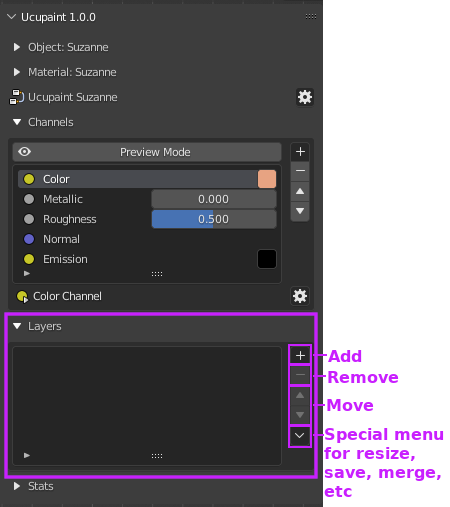 Ucupaint 1.0.0
Object: Suzanne
Material: Suzanne
Ucupaint Suzanne
Channels
Preview Mode
Color
Metallic 0.000
Roughness 0.500
Normal
Emission
Color Channel
Layers
Add
Remove
Move
Special menu
for resize,
save, merge,
etc
Stats